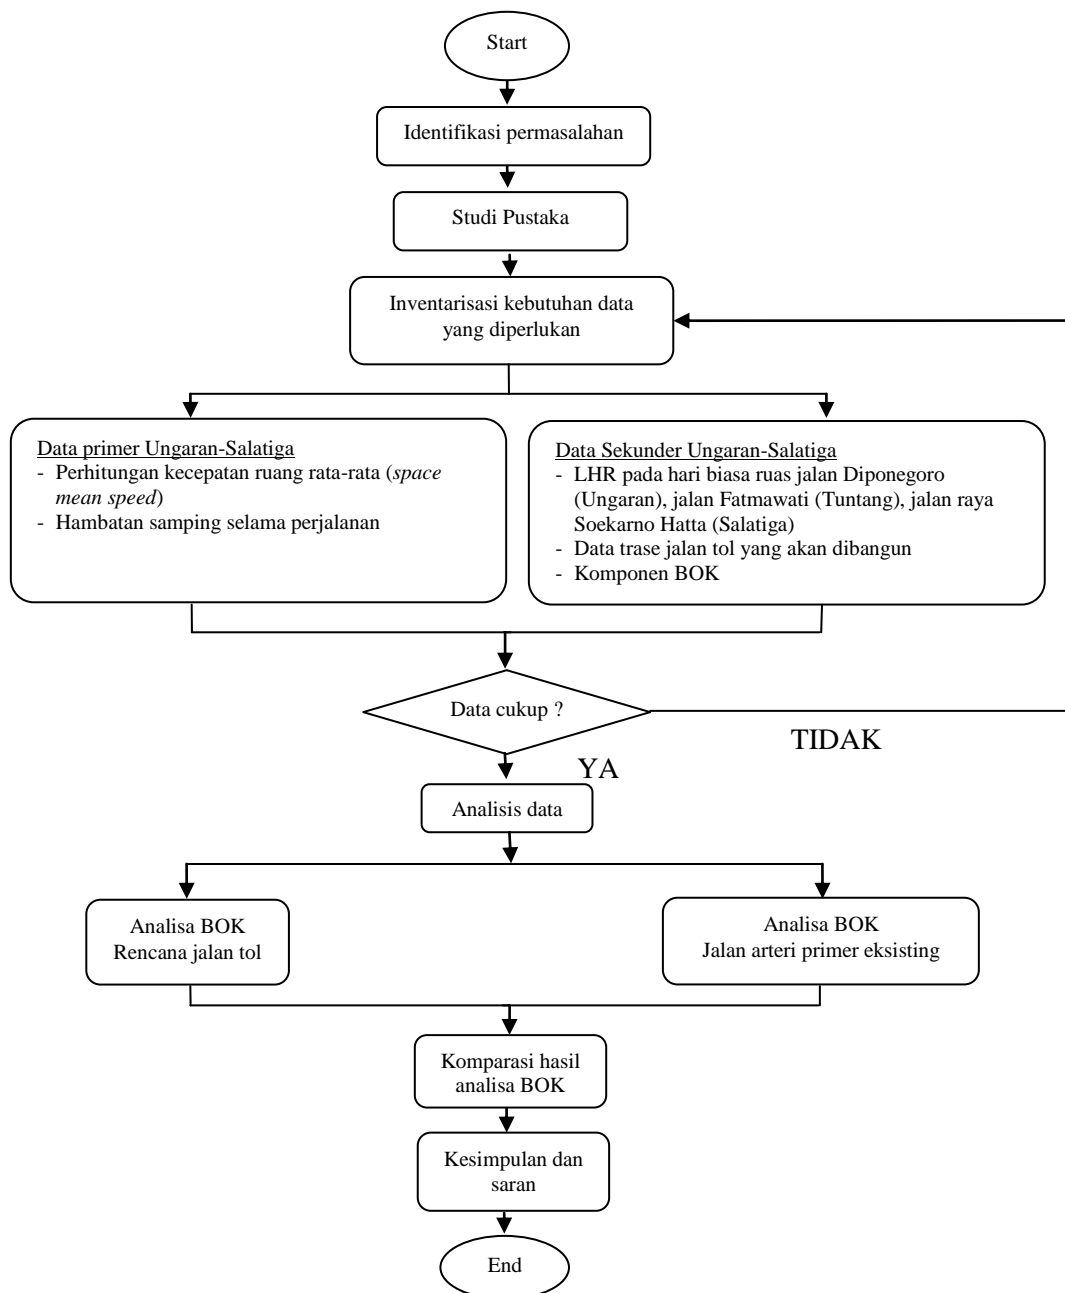 Start
Identifikasi permasalahan
Studi Pustaka
Inventarisasi kebutuhan data
yang diperlukan
Data primer Ungaran-Salatiga
- Perhitungan kecepatan ruang rata-rata (space
mean speed)
- Hambatan samping selama perjalanan
Data Sekunder Ungaran-Salatiga
- LHR pada hari biasa ruas jalan Diponegoro
(Ungaran), jalan Fatmawati (Tuntang), jalan raya
Soekarno Hatta (Salatiga)
- Data trase jalan tol yang akan dibangun
- Komponen BOK
Data cukup ?
TIDAK
YA
Analisis data
Analisa BOK
Rencana jalan tol
Analisa BOK
Jalan arteri primer eksisting
Komparasi hasil
analisa BOK
Kesimpulan dan
saran
End